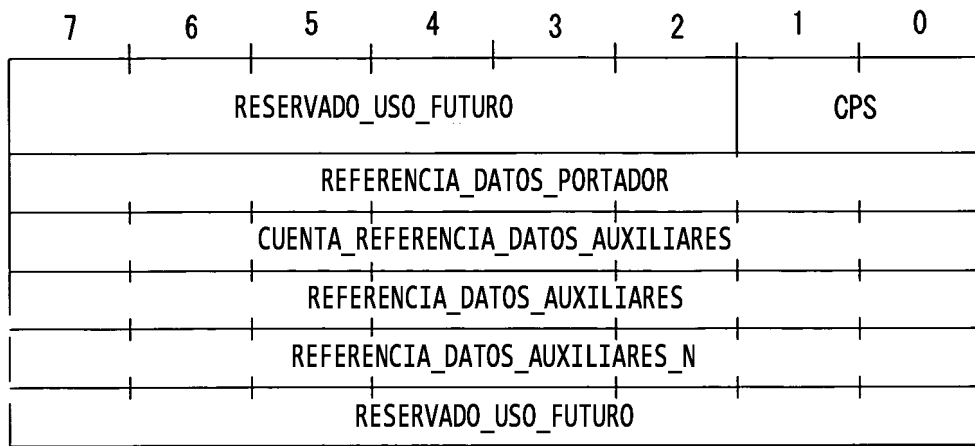 7 6 5 4 3 2 1 0
RESERVADO_USO_FUTURO CPS
REFERENCIA_DATOS_PORTADOR
CUENTA_REFERENCIA_DATOS_AUXILIARES
REFERENCIA_DATOS_AUXILIARES
REFERENCIA_DATOS_AUXILIARES_N
RESERVADO_USO_FUTURO